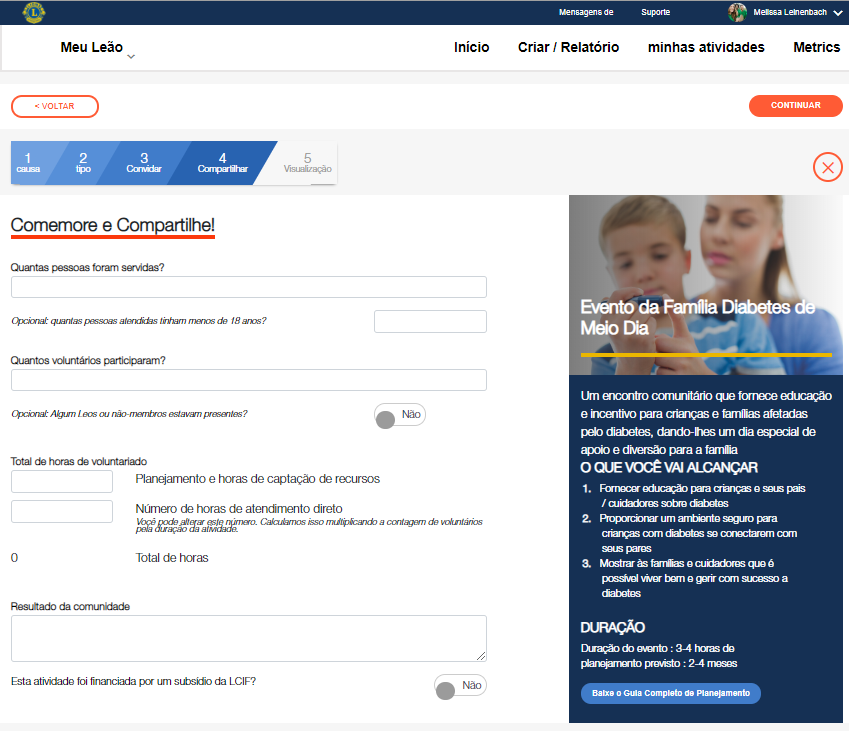 Mensagens de Suporte Melissa Leinenbach
Meu Leão Início Criar / Relatório minhas atividades Metrics
< VOLTAR CONTINUAR
1 2 3 4 5
causa tipo Convidar Compartilhar Visualização
Comemore e Compartilhe!
Quantas pessoas foram servidas?
Opcional: quantas pessoas atendidas tinham menos de 18 anos?
Quantos voluntários participaram?
Opcional: Algum Leos ou não-membros estavam presentes? Não
Total de horas de voluntariado
Planejamento e horas de captação de recursos
Número de horas de atendimento direto
Você pode alterar este número. Calculamos isso multiplicando a contagem de voluntários
pela duração da atividade.
0 Total de horas
Resultado da comunidade
Esta atividade foi financiada por um subsídio da LCIF? Não
Evento da Família Diabetes de
Meio Dia
Um encontro comunitário que fornece educação
e incentivo para crianças e famílias afetadas
pelo diabetes, dando-lhes um dia especial de
apoio e diversão para a família
O QUE VOCÊ VAI ALCANÇAR
1. Fornecer educação para crianças e seus pais
/ cuidadores sobre diabetes
2. Proporcionar um ambiente seguro para
crianças com diabetes se conectarem com
seus pares
3. Mostrar às famílias e cuidadores que é
possível viver bem e gerir com sucesso a
diabetes
DURAÇÃO
Duração do evento : 3-4 horas de
planejamento previsto : 2-4 meses
Baixe o Guia Completo de Planejamento